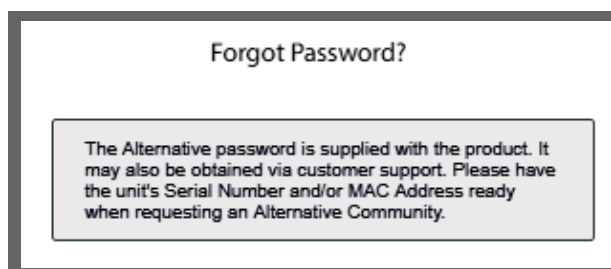 Forgot Password?
The Alternative password is supplied with the product. It
may also be obtained via customer support. Please have
the unit's Serial Number and/or MAC Address ready
when requesting an Alternative Community.